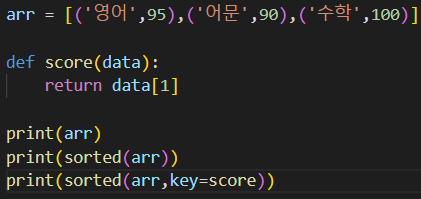 arr = [('영어',95),('어문',90),('수학',100)]
def score(data):
    return data[1]
print(arr)
print(sorted(arr))
print(sorted(arr,key=score))